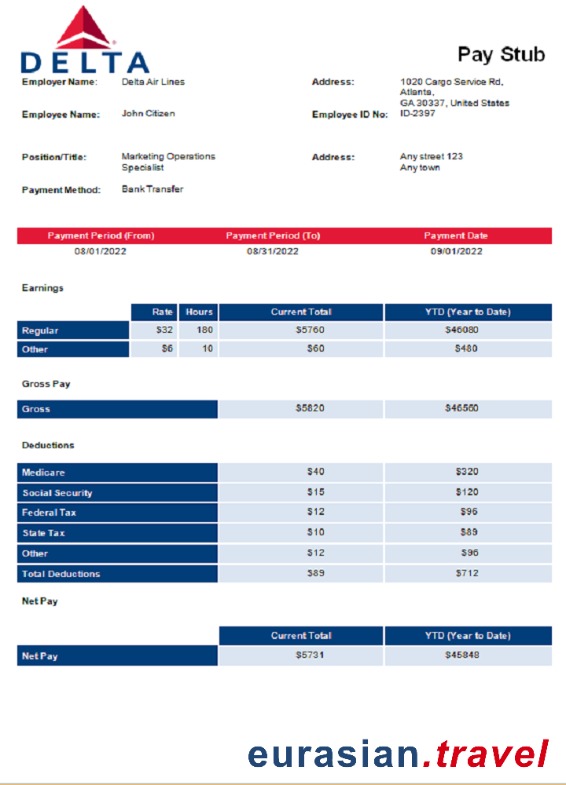 DELTA
Pay Stub
Employer Name: Delta Air Lines Address: 1020 Cargo Service Rd,
Atlanta,
GA 30337, United States
Employee Name: John Citizen Employee ID No: ID-2397
Position/Title: Marketing Operations Address: Any street 123
Specialist Any town
Payment Method: Bank Transfer
Payment Period (From) Payment Period (To) Payment Date
08/01/2022 08/31/2022 09/01/2022
Earnings
Rate Hours Current Total YTD (Year to Date)
Regular $32 180 $5760 $46080
Other $6 10 $60 $480
Gross Pay
Gross $5820 $46560
Deductions
Medicare $40 $320
Social Security $15 $120
Federal Tax $12 $96
State Tax $10 $89
Other $12 $96
Total Deductions $89 $712
Net Pay
Current Total YTD (Year to Date)
Net Pay $5731 $45848
eurasian.travel